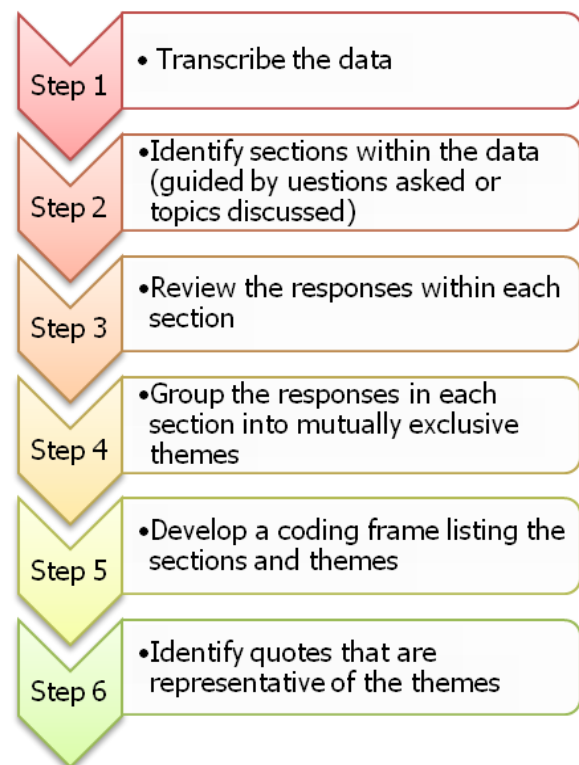 Step 1
• Transcribe the data
Step 2
•Identify sections within the data
(guided by uestions asked or
topics discussed)
Step 3
•Review the responses within each
section
Step 4
•Group the responses in each
section into mutually exclusive
themes
Step 5
•Develop a coding frame listing the
sections and themes
Step 6
•Identify quotes that are
representative of the themes